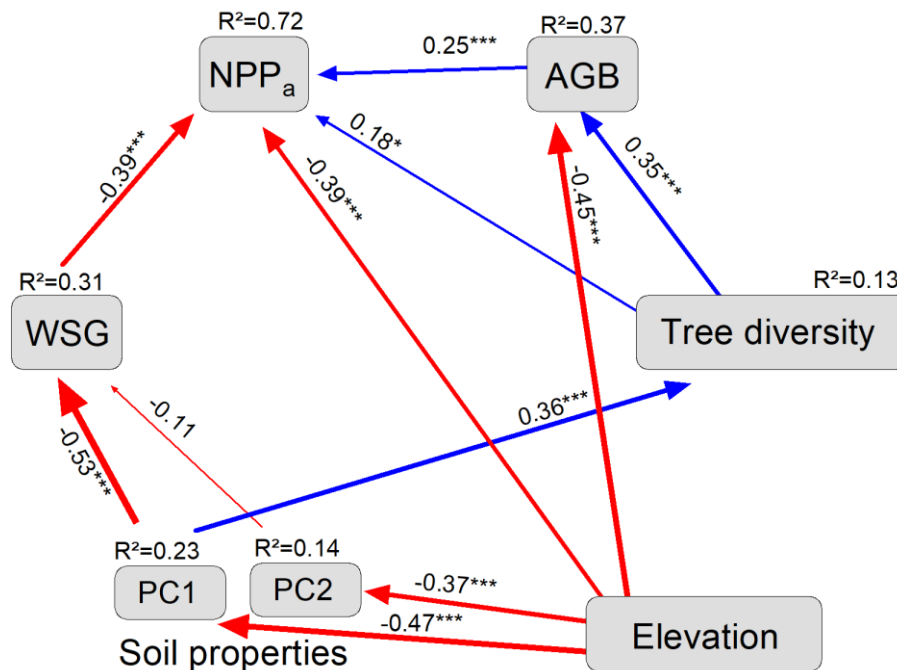 R²=0.72
NPPₐ
R²=0.37
AGB
0.25***
0.18*
0.35***
-0.39***
-0.39***
-0.45***
R²=0.31
WSG
R²=0.13
Tree diversity
0.36***
-0.11
-0.53***
R²=0.23
PC1
R²=0.14
PC2
-0.37***
-0.47***
Elevation
Soil properties